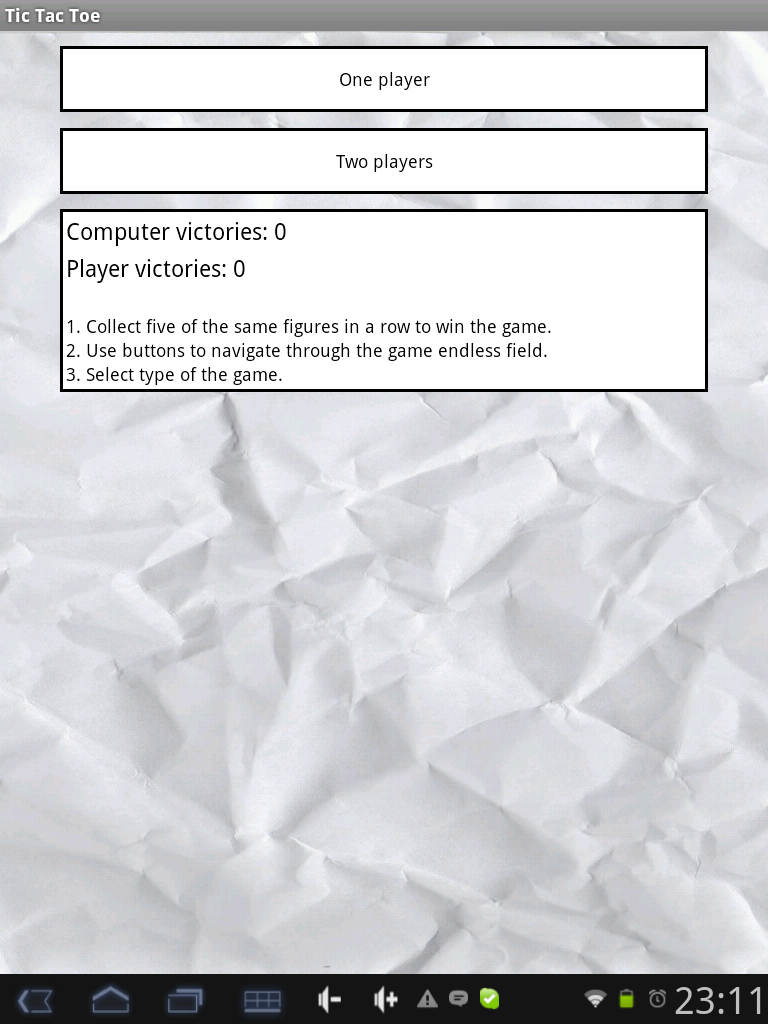 Tic Tac Toe
One player
Two players
Computer victories: 0
Player victories: 0
1. Collect five of the same figures in a row to win the game.
2. Use buttons to navigate through the game endless field.
3. Select type of the game.
23:11